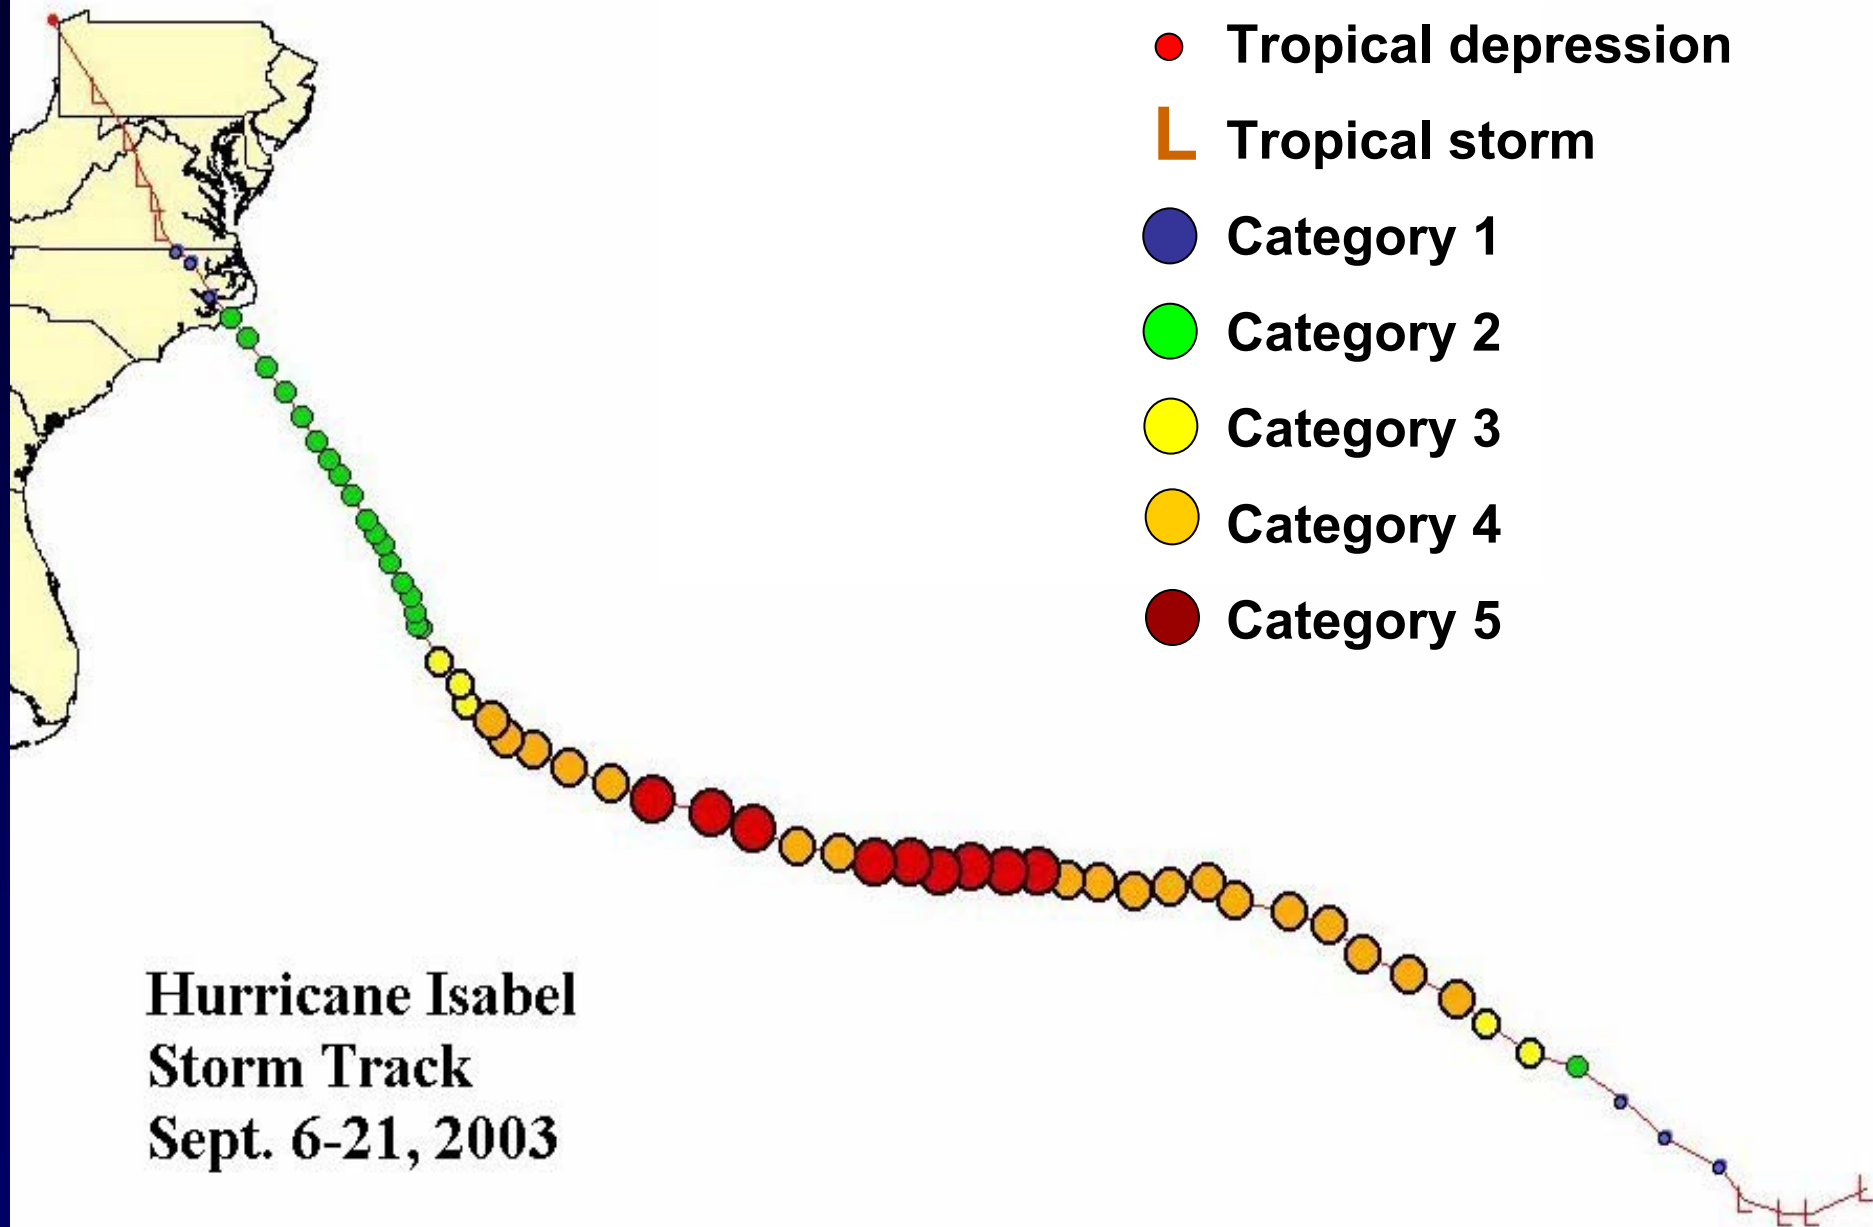 Tropical depression
L Tropical storm
Category 1
Category 2
Category 3
Category 4
Category 5
L
L
L
L
L
Hurricane Isabel
Storm Track
Sept. 6-21, 2003
L
L
L
L